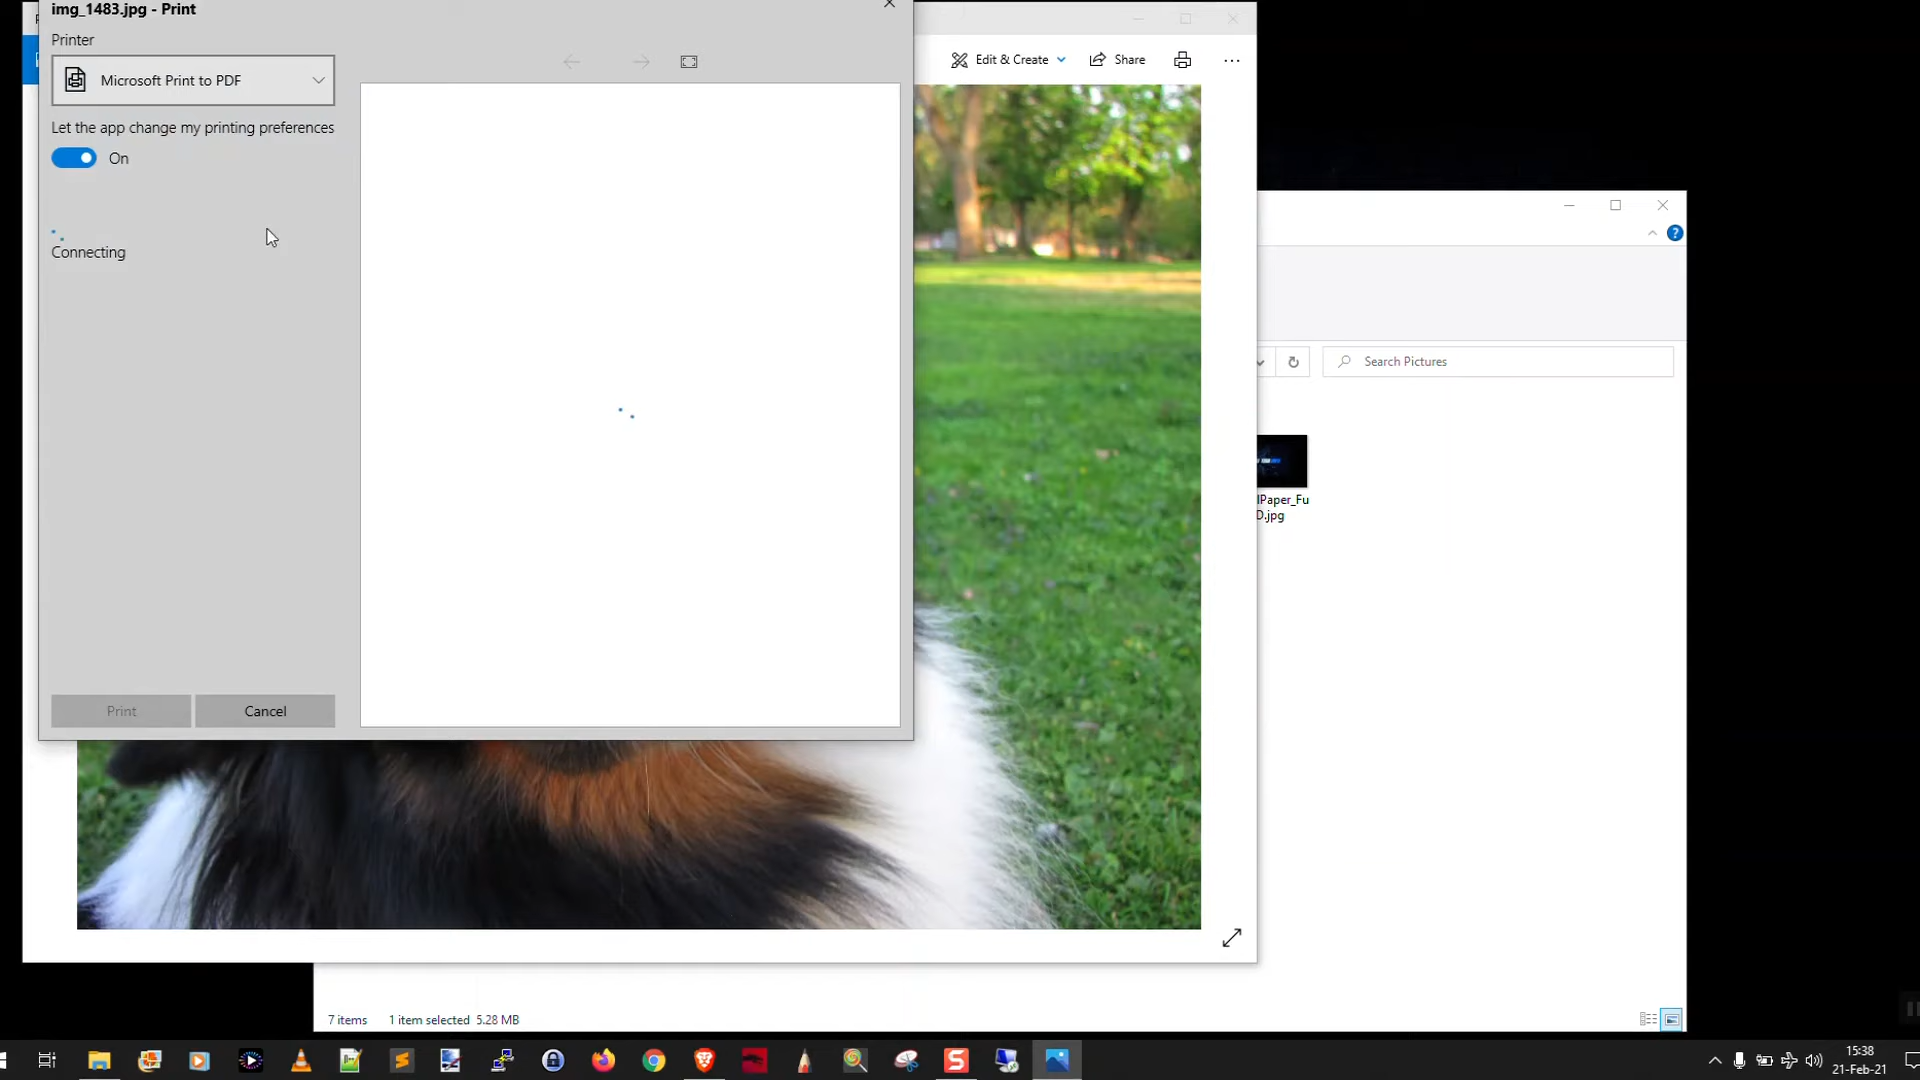 img_1483.jpg - Print
Printer
Microsoft Print to PDF
Let the app change my printing preferences
On
Connecting
Print
Cancel
Edit & Create
Share
Search Pictures
lPaper_Fu
D.jpg
7 items
1 item selected 5.28 MB
15:38
21-Feb-21